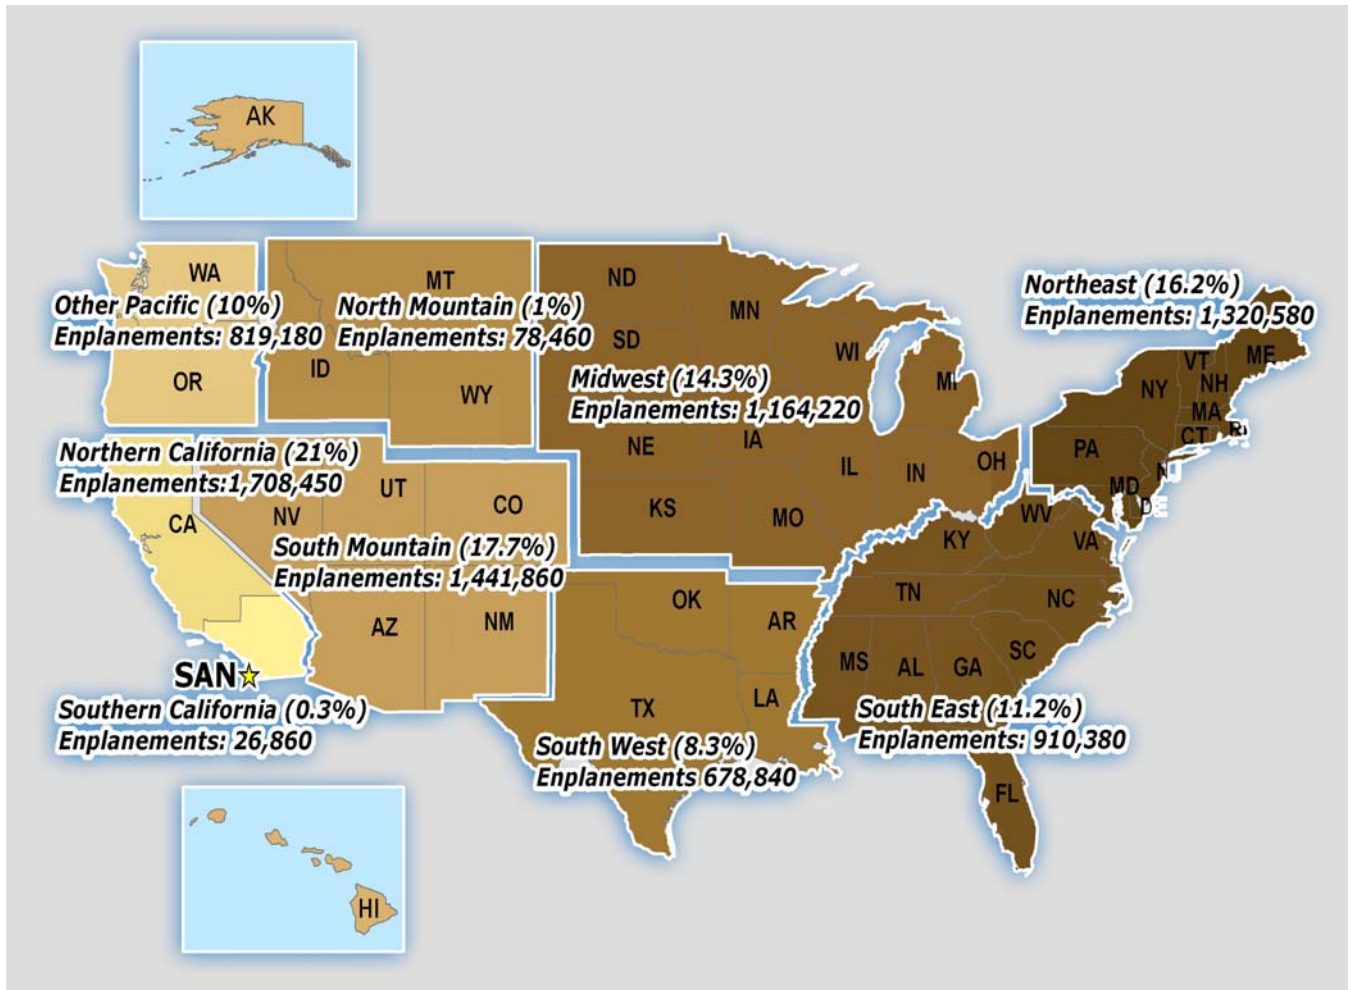 AK
WA
Other Pacific (10%)
Enplanements: 819,180
OR
MT
North Mountain (1%)
Enplanements: 78,460
ID
WY
ND
MN
SD
WI
MI
Midwest (14.3%)
Enplanements: 1,164,220
NE
IA
IL
IN
OH
KS
MO
Northeast (16.2%)
Enplanements: 1,320,580
VT
ME
NH
NY
MA
CT
PA
MD
DE
Northern California (21%)
Enplanements:1,708,450
CA
UT
CO
NV
South Mountain (17.7%)
Enplanements: 1,441,860
AZ
NM
WV
KY
VA
TN
NC
OK
AR
MS
AL
GA
SC
SAN
Southern California (0.3%)
Enplanements: 26,860
TX
LA
South West (8.3%)
Enplanements 678,840
South East (11.2%)
Enplanements: 910,380
FL
HI